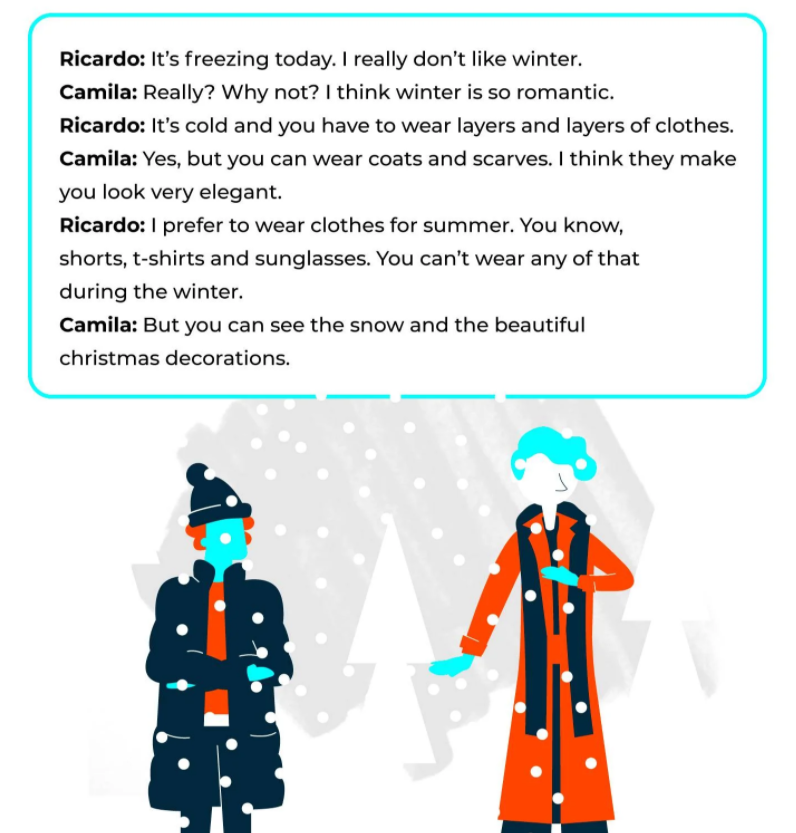 Ricardo: It’s freezing today. I really don’t like winter.
Camila: Really? Why not? I think winter is so romantic.
Ricardo: It’s cold and you have to wear layers and layers of clothes.
Camila: Yes, but you can wear coats and scarves. I think they make
you look very elegant.
Ricardo: I prefer to wear clothes for summer. You know,
shorts, t-shirts and sunglasses. You can’t wear any of that
during the winter.
Camila: But you can see the snow and the beautiful
christmas decorations.